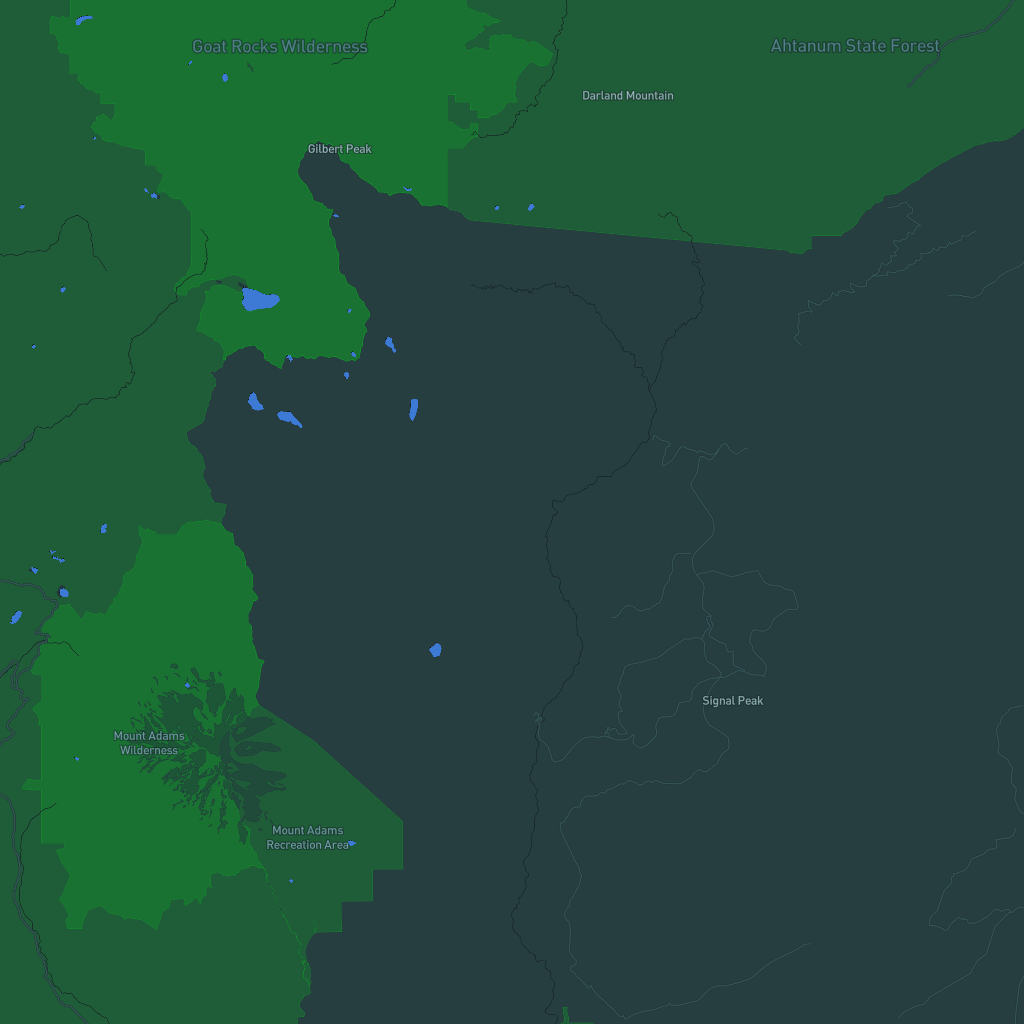 Goat Rocks Wilderness
Ahtanum State Forest
Darland Mountain
Gilbert Peak
Signal Peak
Mount Adams
Wilderness
Mount Adams
Recreation Area